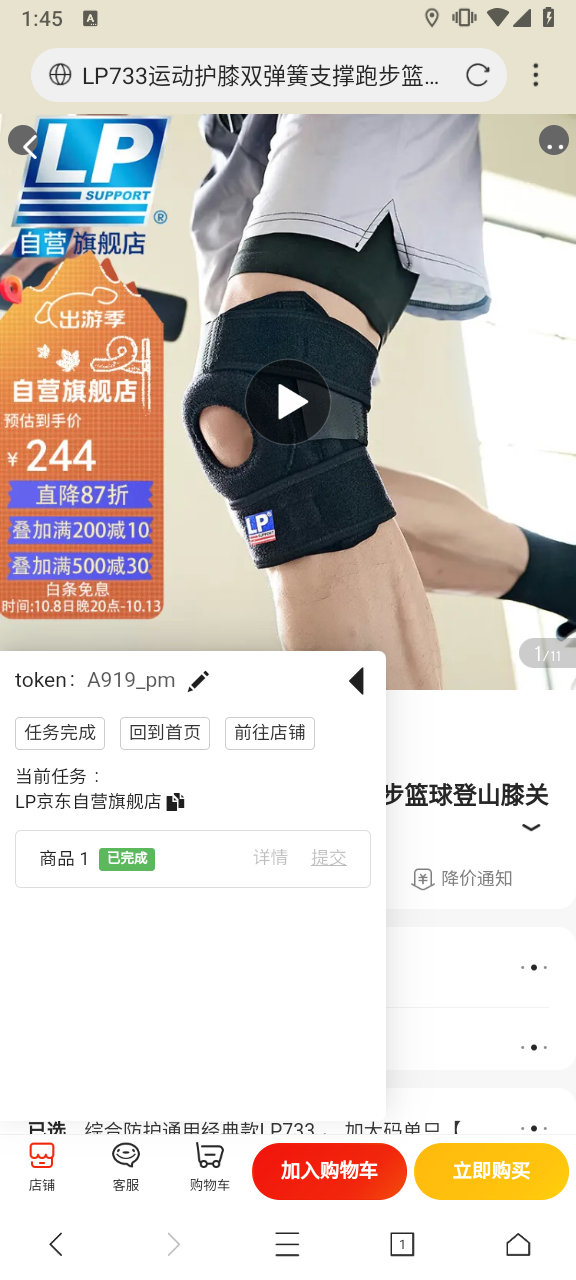 1:45
LP733运动护膝双弹簧支撑跑步篮...
LP
SUPPORT
®
自营旗舰店
出游季
自营旗舰店
预估到手价
¥ 244
直降87折
叠加满200减10
叠加满500减30
白条免息
时间:10.8日晚20点-10.13
LP
SUPPORT
1/11
token: A919_pm
任务完成 回到首页 前往店铺
当前任务：
LP京东自营旗舰店
商品 1 已完成 详情 提交
步篮球登山膝关
降价通知
已选 综合防护通用经典款LP733，加大码单只【
店铺 客服 购物车 加入购物车 立即购买
1